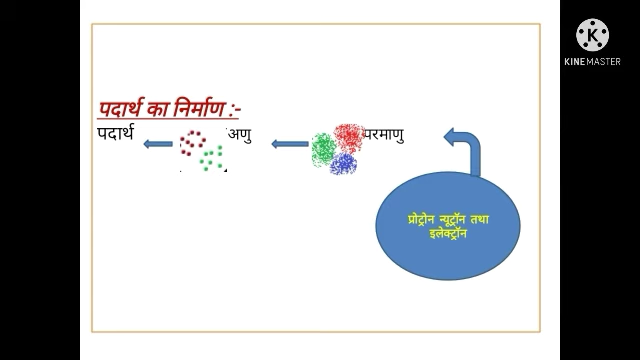 KINEMASTER
पदार्थ का निर्माण :-
पदार्थ अणु परमाणु
प्रोट्रोन न्यूट्रॉन तथा
इलेक्ट्रॉन